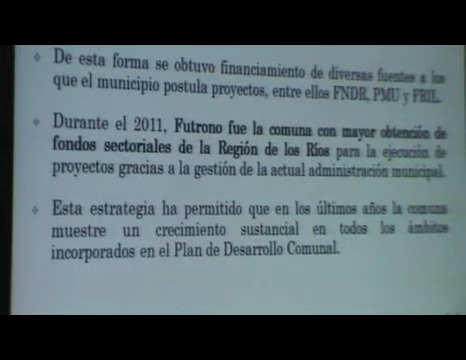 De esta forma se obtuvo financiamiento de diversas fuentes a los
que el municipio postula proyectos, entre ellos FNDR, PMU y FRIL.
Durante el 2011, Futrono fue la comuna con mayor obtención de
fondos sectoriales de la Región de los Ríos para la ejecución de
proyectos gracias a la gestión de la actual administración municipal.
Esta estrategia ha permitido que en los últimos años la comuna
muestre un crecimiento sustancial en todos los ámbitos
incorporados en el Plan de Desarrollo Comunal.